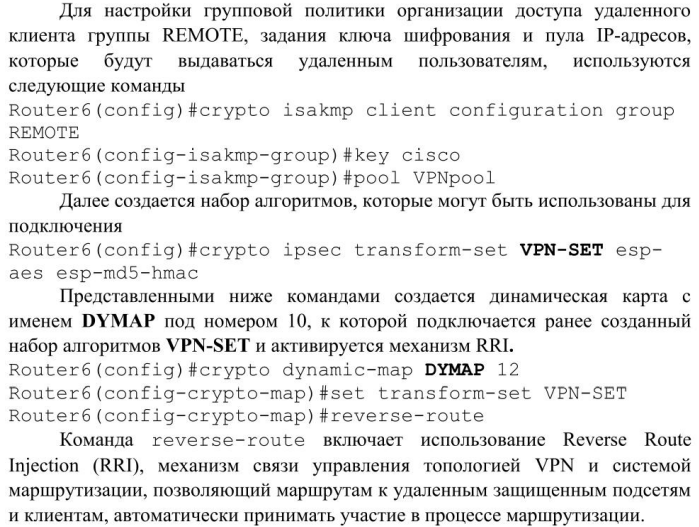 Для настройки групповой политики организации доступа удаленного
клиента группы REMOTE, задания ключа шифрования и пула IP-адресов,
которые будут выдаваться удаленным пользователям, используются
следующие команды
Router6(config)#crypto isakmp client configuration group
REMOTE
Router6(config-isakmp-group)#key cisco
Router6(config-isakmp-group)#pool VPNpool
Далее создается набор алгоритмов, которые могут быть использованы для
подключения
Router6(config)#crypto ipsec transform-set VPN-SET esp-
aes esp-md5-hmac
Представленными ниже командами создается динамическая карта с
именем DYMAP под номером 10, к которой подключается ранее созданный
набор алгоритмов VPN-SET и активируется механизм RRI.
Router6(config)#crypto dynamic-map DYMAP 12
Router6(config-crypto-map)#set transform-set VPN-SET
Router6(config-crypto-map)#reverse-route
Команда reverse-route включает использование Reverse Route
Injection (RRI), механизм связи управления топологией VPN и системой
маршрутизации, позволяющий маршрутам к удаленным защищенным подсетям
и клиентам, автоматически принимать участие в процессе маршрутизации.